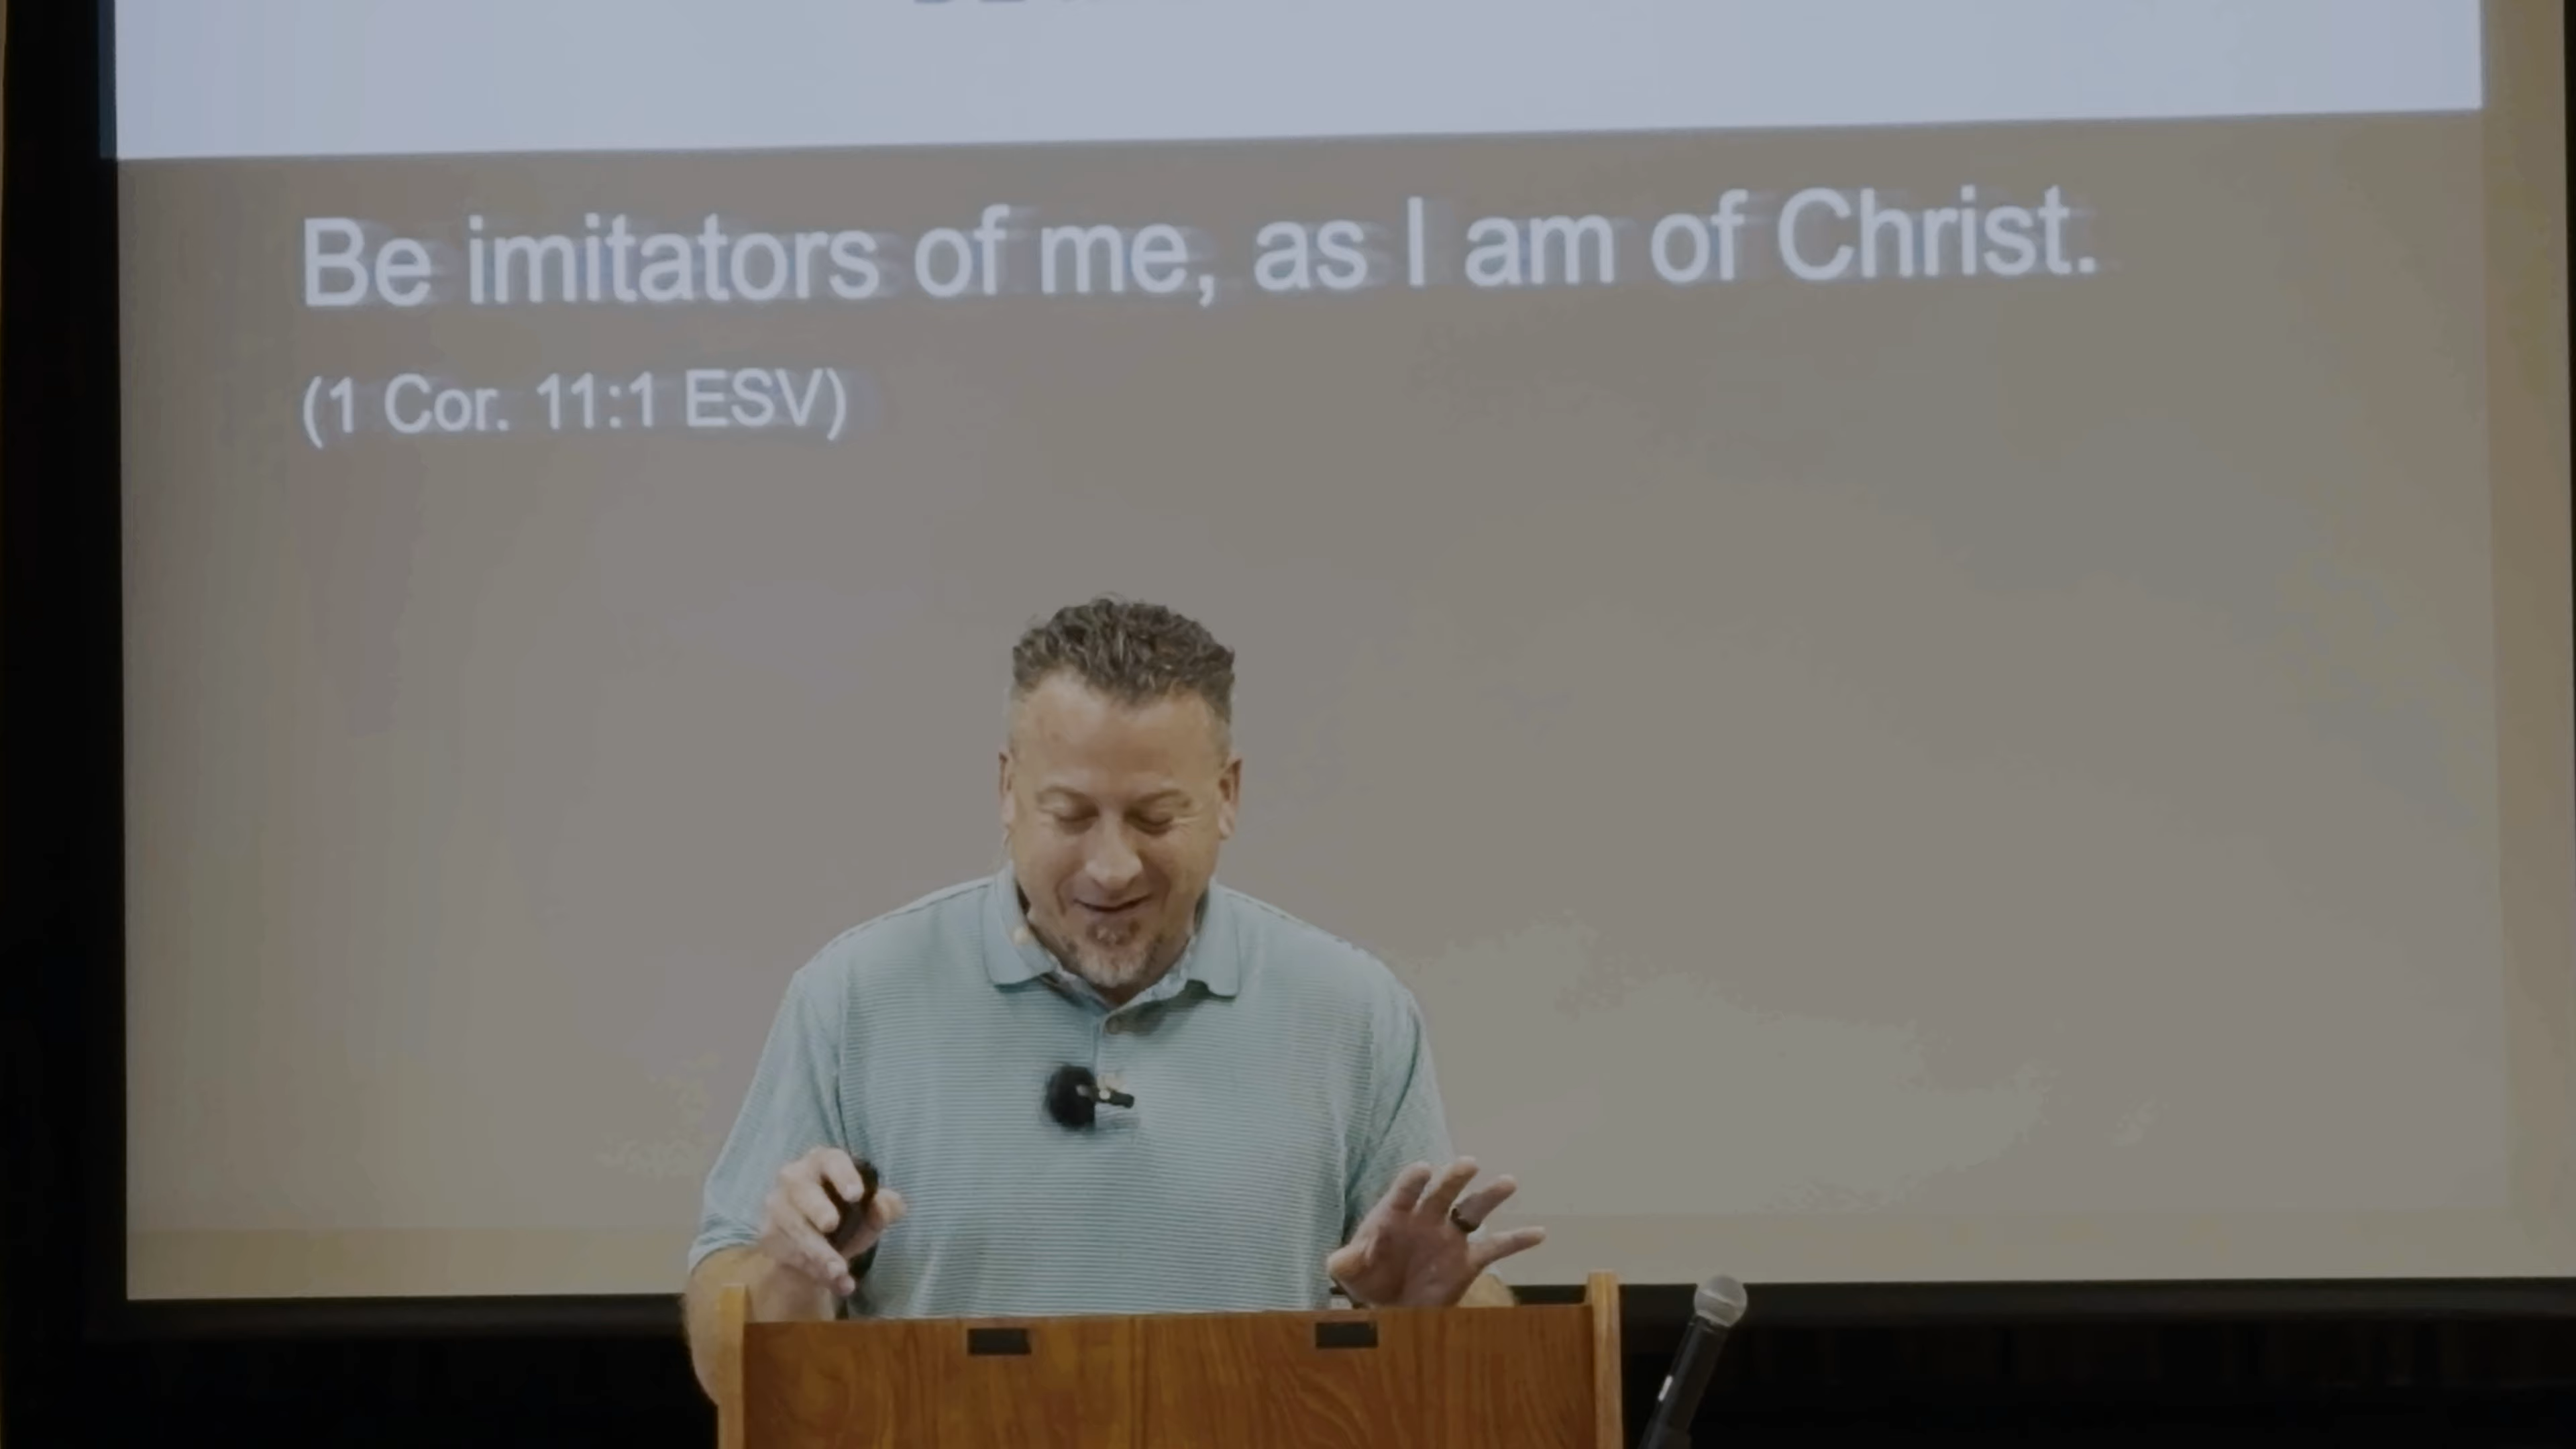 Be imitators of me, as I am of Christ.
(1 Cor. 11:1 ESV)